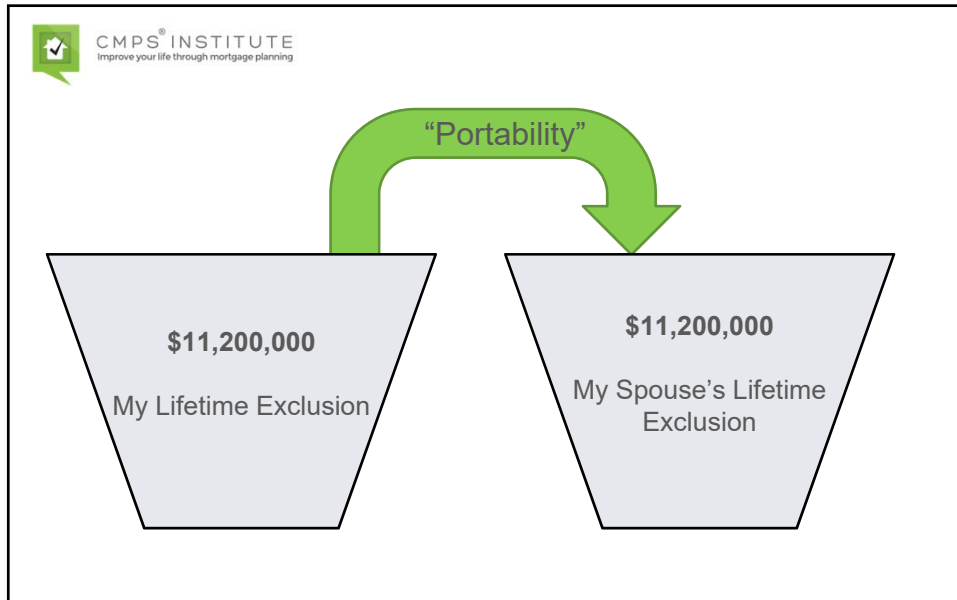 CMPS® INSTITUTE
Improve your life through mortgage planning
“Portability”
$11,200,000
My Lifetime Exclusion
$11,200,000
My Spouse’s Lifetime
Exclusion